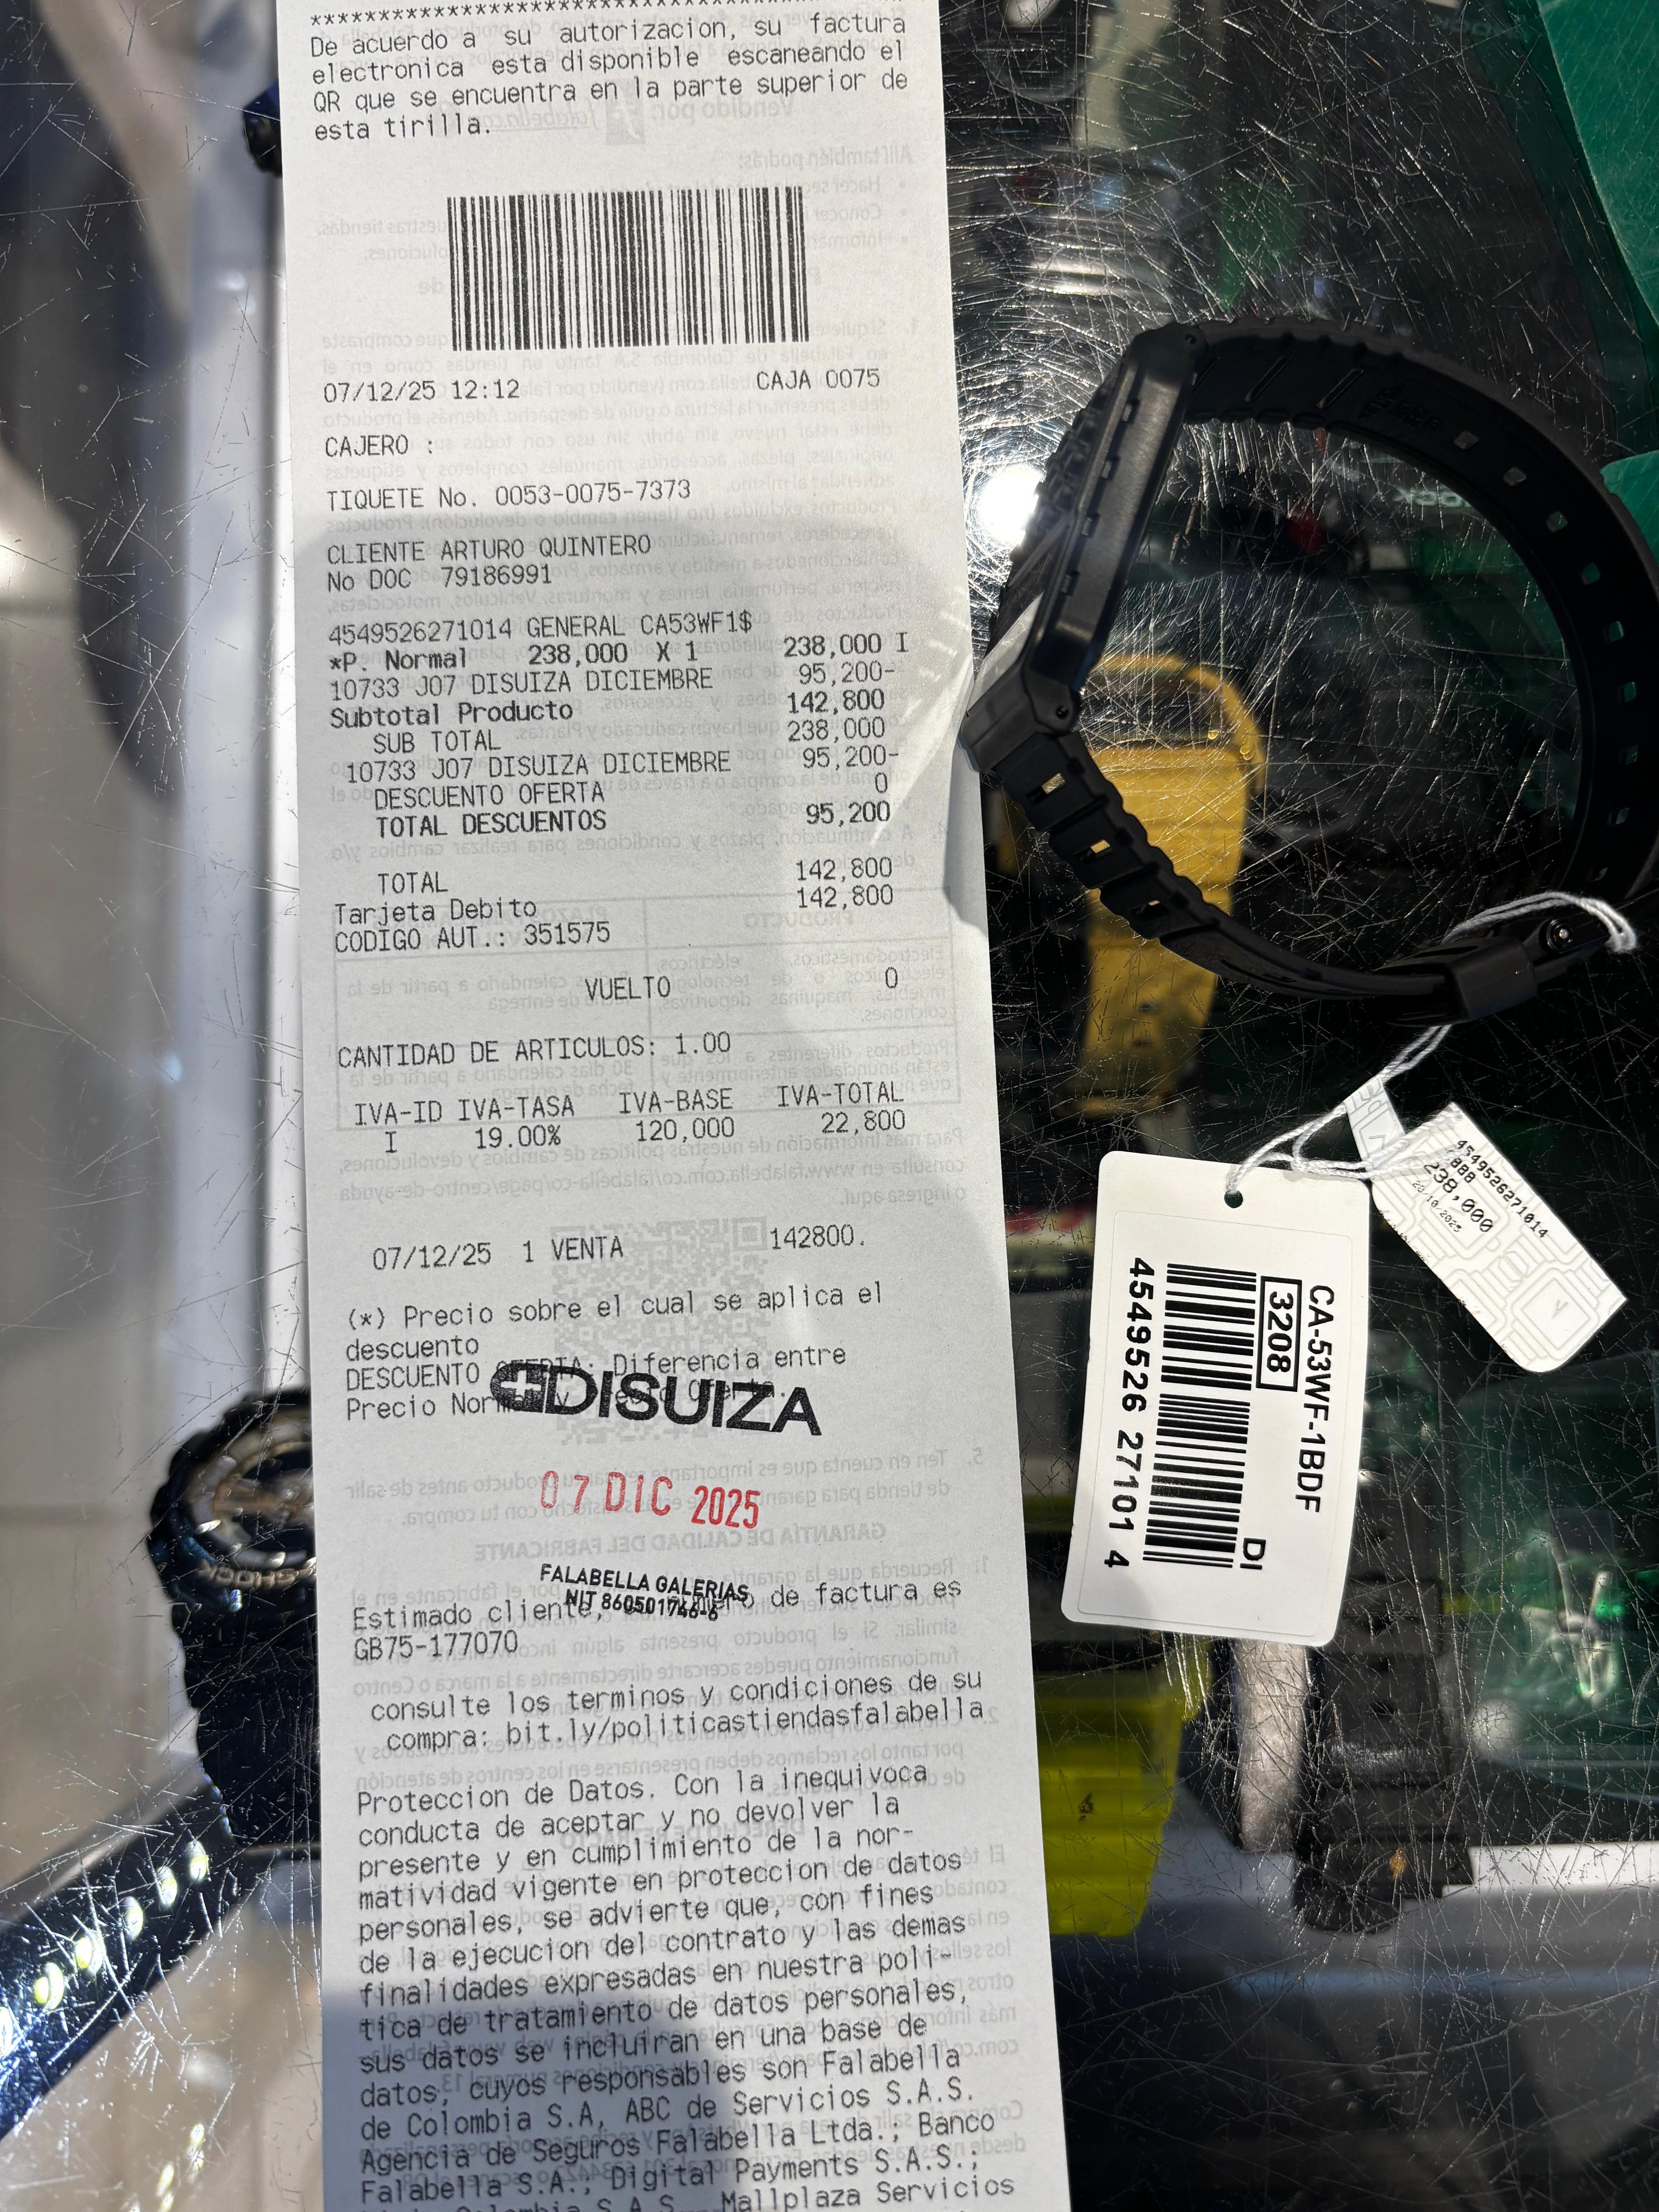 De acuerdo a su autorizacion, su factura
electronica esta disponible escaneando el
QR que se encuentra en la parte superior de
esta tirilla.
07/12/25 12:12 CAJA 0075
CAJERO :
TIQUETE No. 0053-0075-7373
CLIENTE ARTURO QUINTERO
No DOC 79186991
4549526271014 GENERAL CA53WF1$
*P. Normal 238,000 X 1 238,000 I
10733 J07 DISUIZA DICIEMBRE 95,200-
Subtotal Producto 142,800
SUB TOTAL 238,000
10733 J07 DISUIZA DICIEMBRE 95,200-
DESCUENTO OFERTA 0
TOTAL DESCUENTOS 95,200
TOTAL 142,800
Tarjeta Debito 142,800
CODIGO AUT.: 351575
VUELTO 0
CANTIDAD DE ARTICULOS: 1.00
IVA-ID IVA-TASA IVA-BASE IVA-TOTAL
I 19.00% 120,000 22,800
07/12/25 1 VENTA 142800.
(*) Precio sobre el cual se aplica el
descuento
DESCUENTO OFERTA: Diferencia entre
Precio
DISUIZA
07 DIC 2025
FALABELLA GALERIAS
NIT 860501746-6
Estimado cliente, de factura es
GB75-177070
consulte los terminos y condiciones de su
compra: bit.ly/politicastiendasfalabella
Proteccion de Datos. Con la inequivoca
conducta de aceptar y no devolver la
presente y en cumplimiento de la nor-
matividad vigente en proteccion de datos
personales, se advierte que, con fines
de la ejecucion del contrato y las demas
finalidades expresadas en nuestra poli-
tica de tratamiento de datos personales,
sus datos se incluiran en una base de
datos, cuyos responsables son Falabella
de Colombia S.A, ABC de Servicios S.A.S.
Agencia de Seguros Falabella Ltda.; Banco
Falabella S.A.; Digital Payments S.A.S.;
Colombia S.A.S. Mallplaza Servicios
4549526271014
888
238,000
CA-53WF-1BDF
3208
DI
4549526 27101 4
G-SHOCK